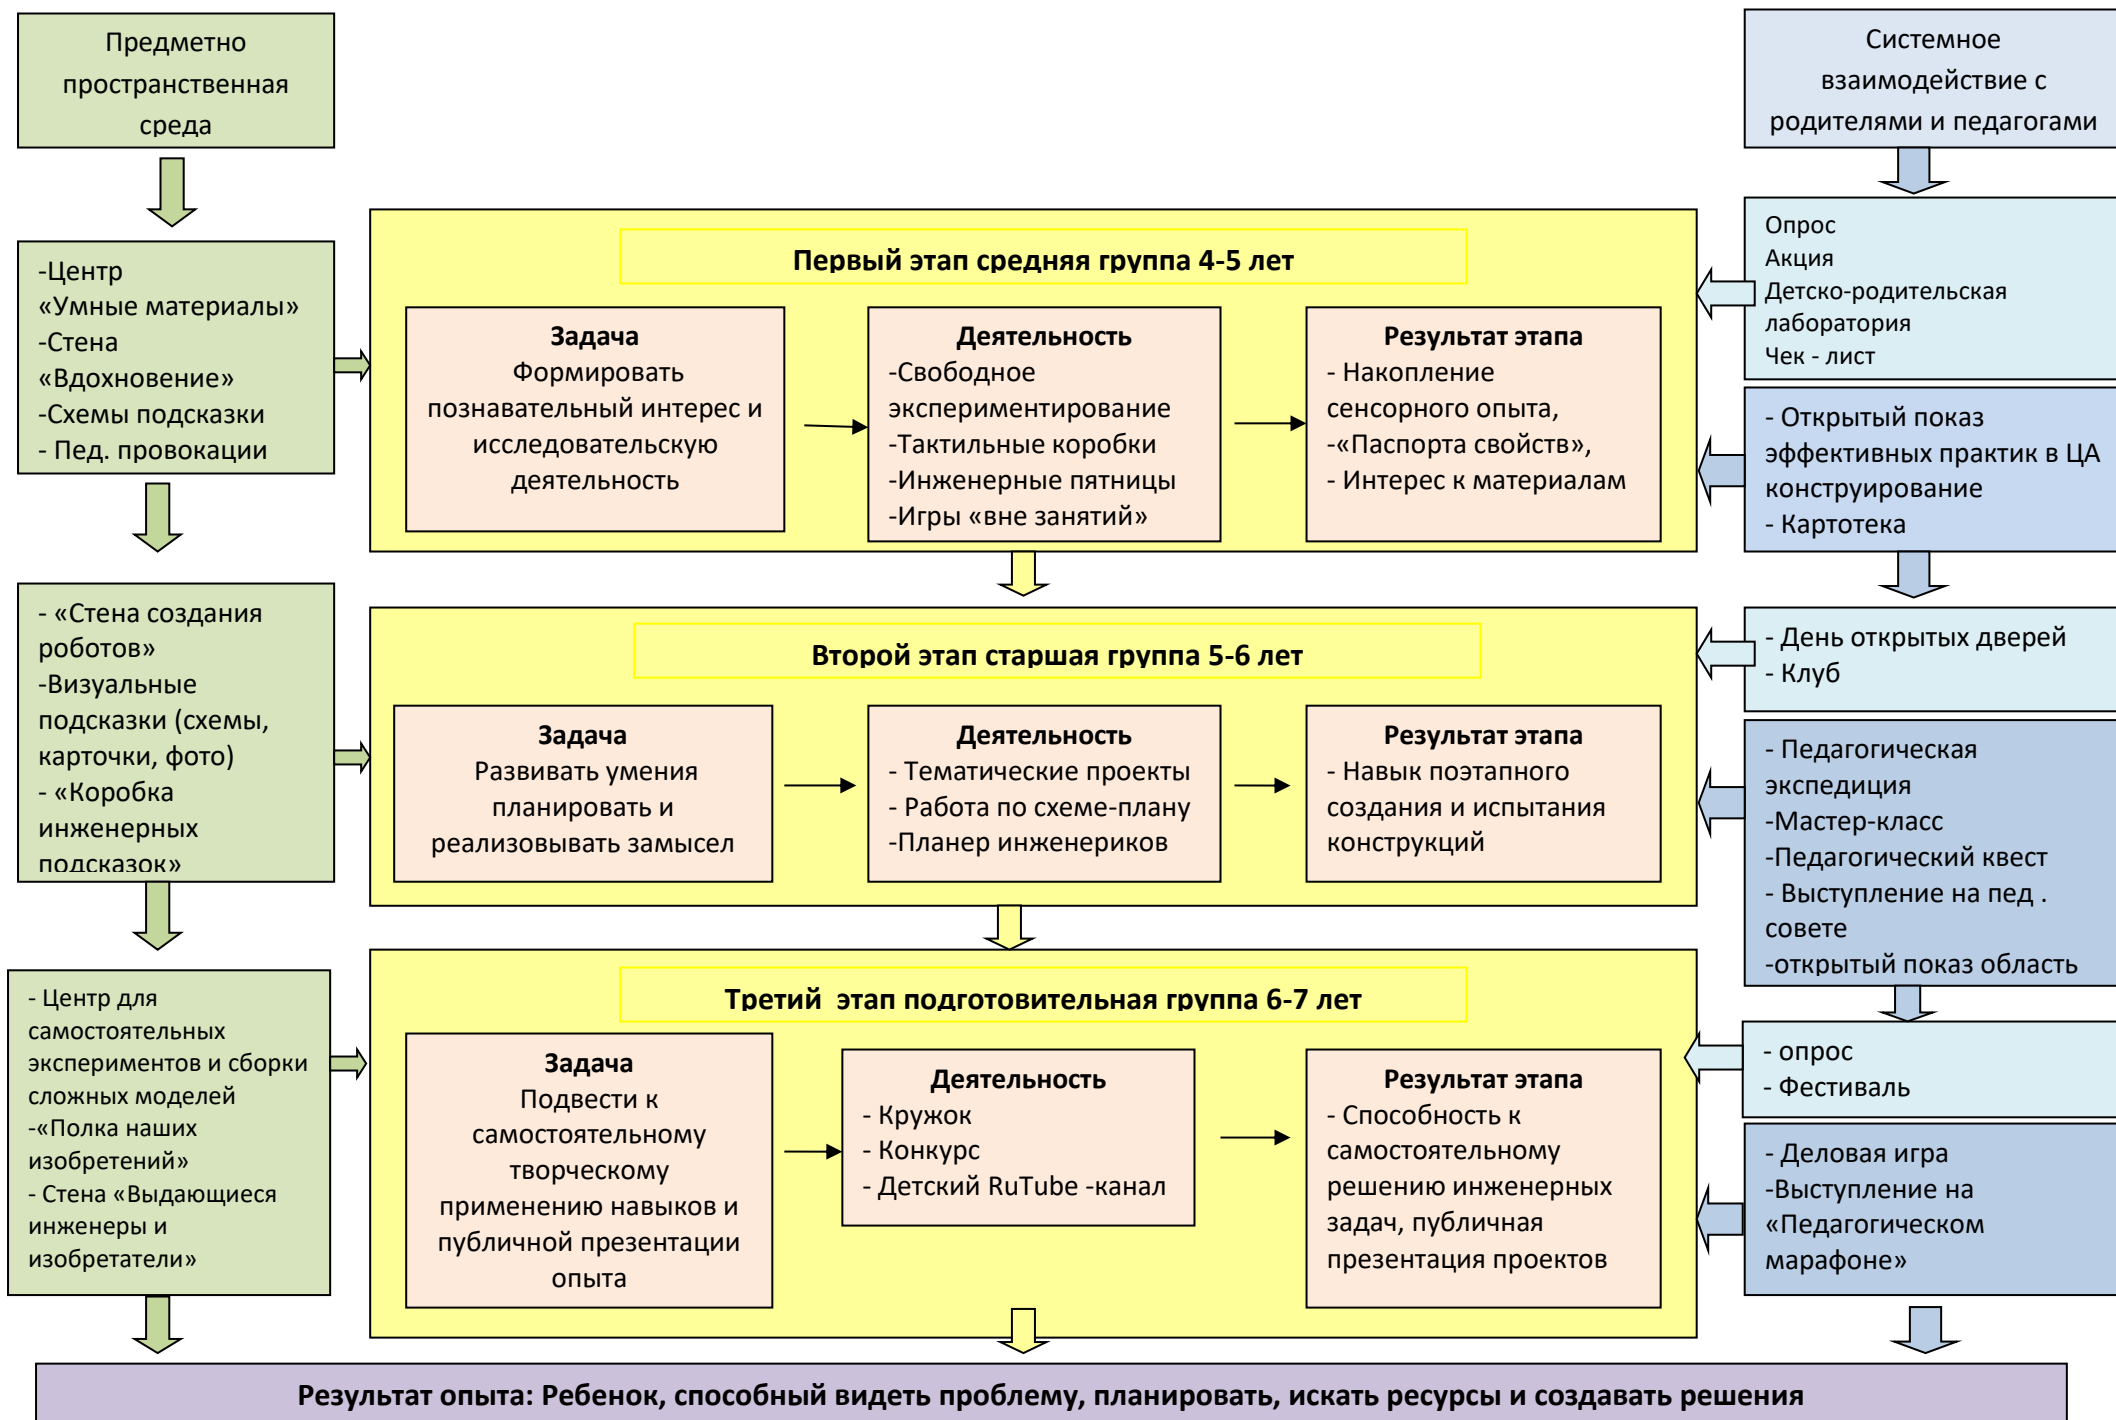 Предметно
пространственная
среда
Системное
взаимодействие с
родителями и педагогами
-Центр
«Умные материалы»
-Стена
«Вдохновение»
-Схемы подсказки
- Пед. провокации
Первый этап средняя группа 4-5 лет
Задача
Формировать
познавательный интерес и
исследовательскую
деятельность
Деятельность
-Свободное
экспериментирование
-Тактильные коробки
-Инженерные пятницы
-Игры «вне занятий»
Результат этапа
- Накопление
сенсорного опыта,
-«Паспорта свойств»,
- Интерес к материалам
Опрос
Акция
Детско-родительская
лаборатория
Чек - лист
- Открытый показ
эффективных практик в ЦА
конструирование
- Картотека
- «Стена создания
роботов»
-Визуальные
подсказки (схемы,
карточки, фото)
- «Коробка
инженерных
подсказок»
Второй этап старшая группа 5-6 лет
Задача
Развивать умения
планировать и
реализовывать замысел
Деятельность
- Тематические проекты
- Работа по схеме-плану
-Планер инженериков
Результат этапа
- Навык поэтапного
создания и испытания
конструкций
- День открытых дверей
- Клуб
- Педагогическая
экспедиция
-Мастер-класс
-Педагогический квест
- Выступление на пед .
совете
-открытый показ область
- Центр для
самостоятельных
экспериментов и сборки
сложных моделей
-«Полка наших
изобретений»
- Стена «Выдающиеся
инженеры и
изобретатели»
Третий  этап подготовительная группа 6-7 лет
Задача
Подвести к
самостоятельному
творческому
применению навыков и
публичной презентации
опыта
Деятельность
- Кружок
- Конкурс
- Детский RuTube -канал
Результат этапа
- Способность к
самостоятельному
решению инженерных
задач, публичная
презентация проектов
- опрос
- Фестиваль
- Деловая игра
-Выступление на
«Педагогическом
марафоне»
Результат опыта: Ребенок, способный видеть проблему, планировать, искать ресурсы и создавать решения